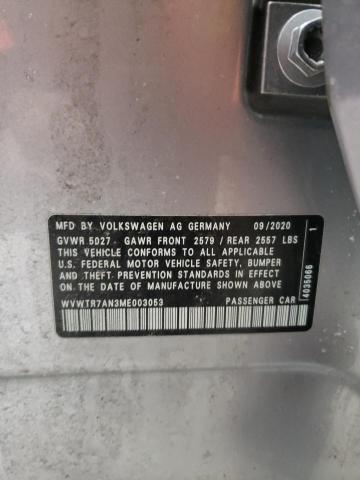 MFD BY VOLKSWAGEN AG GERMANY 09/2020
GVWR 5027 GAWR FRONT 2579 / REAR 2557 LBS
THIS VEHICLE CONFORMS TO ALL APPLICABLE
U.S. FEDERAL MOTOR VEHICLE SAFETY, BUMPER
AND THEFT PREVENTION STANDARDS IN EFFECT
ON THE DATE OF MANUFACTURE SHOWN ABOVE
WVWTR7AN3ME003053 PASSENGER CAR
4035066 1